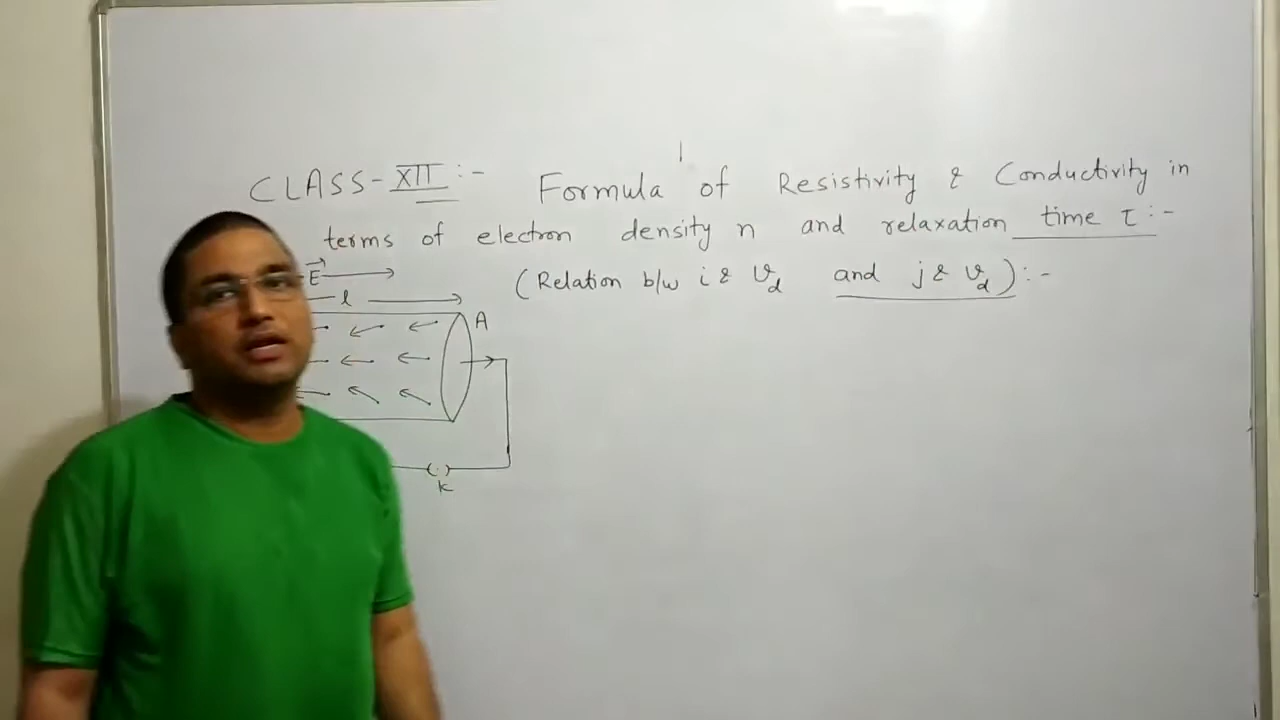 CLASS-XII :- Formula of Resistivity & Conductivity in
terms of electron density n and relaxation time τ :-
(Relation b/w i & vd and j & vd) :-
E
l
A
K